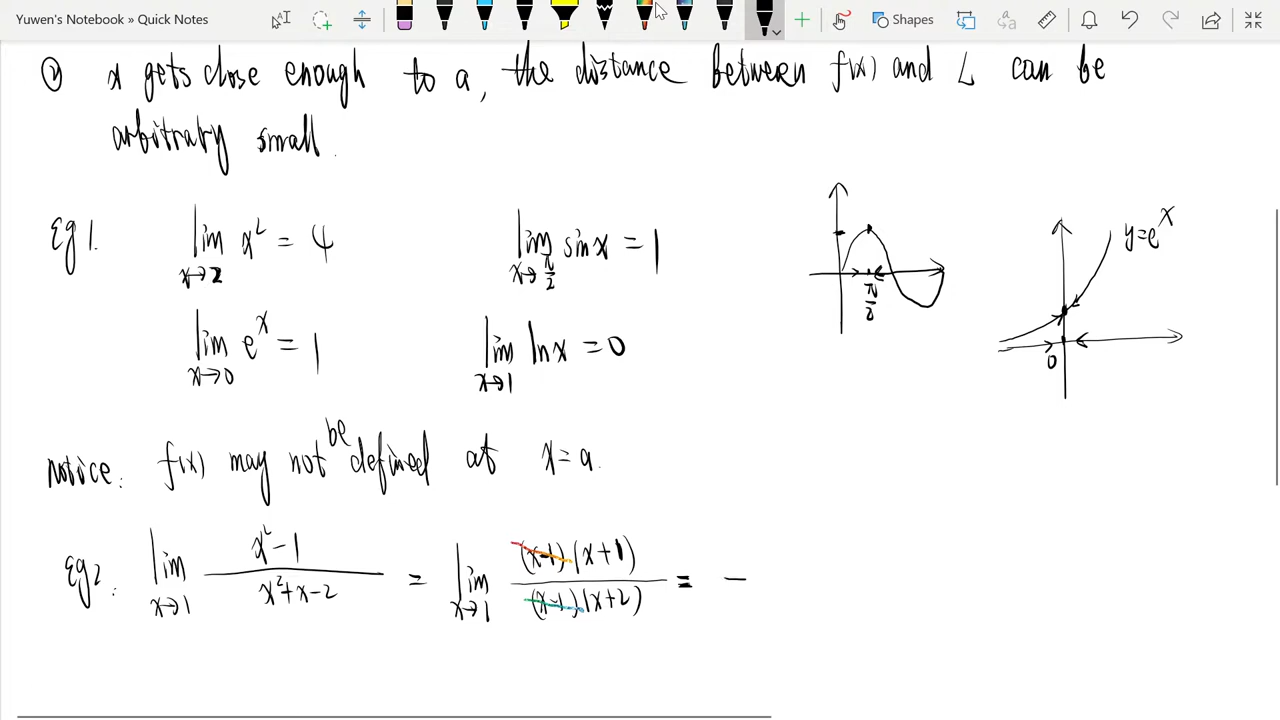 Yuwen's Notebook » Quick Notes
Shapes
② x gets close enough to a, the distance between f(x) and L can be
arbitrary small.
Eg 1. lim x→2 x² = 4 lim x→π/2 sinx = 1
lim x→0 e^x = 1 lim x→1 lnx = 0
π/2
y=e^x
0
notice: f(x) may not be defined at x=a.
Eg 2. lim x→1 (x²-1)/(x²+x-2) = lim x→1 (x-1)(x+1)/(x-1)(x+2) = —